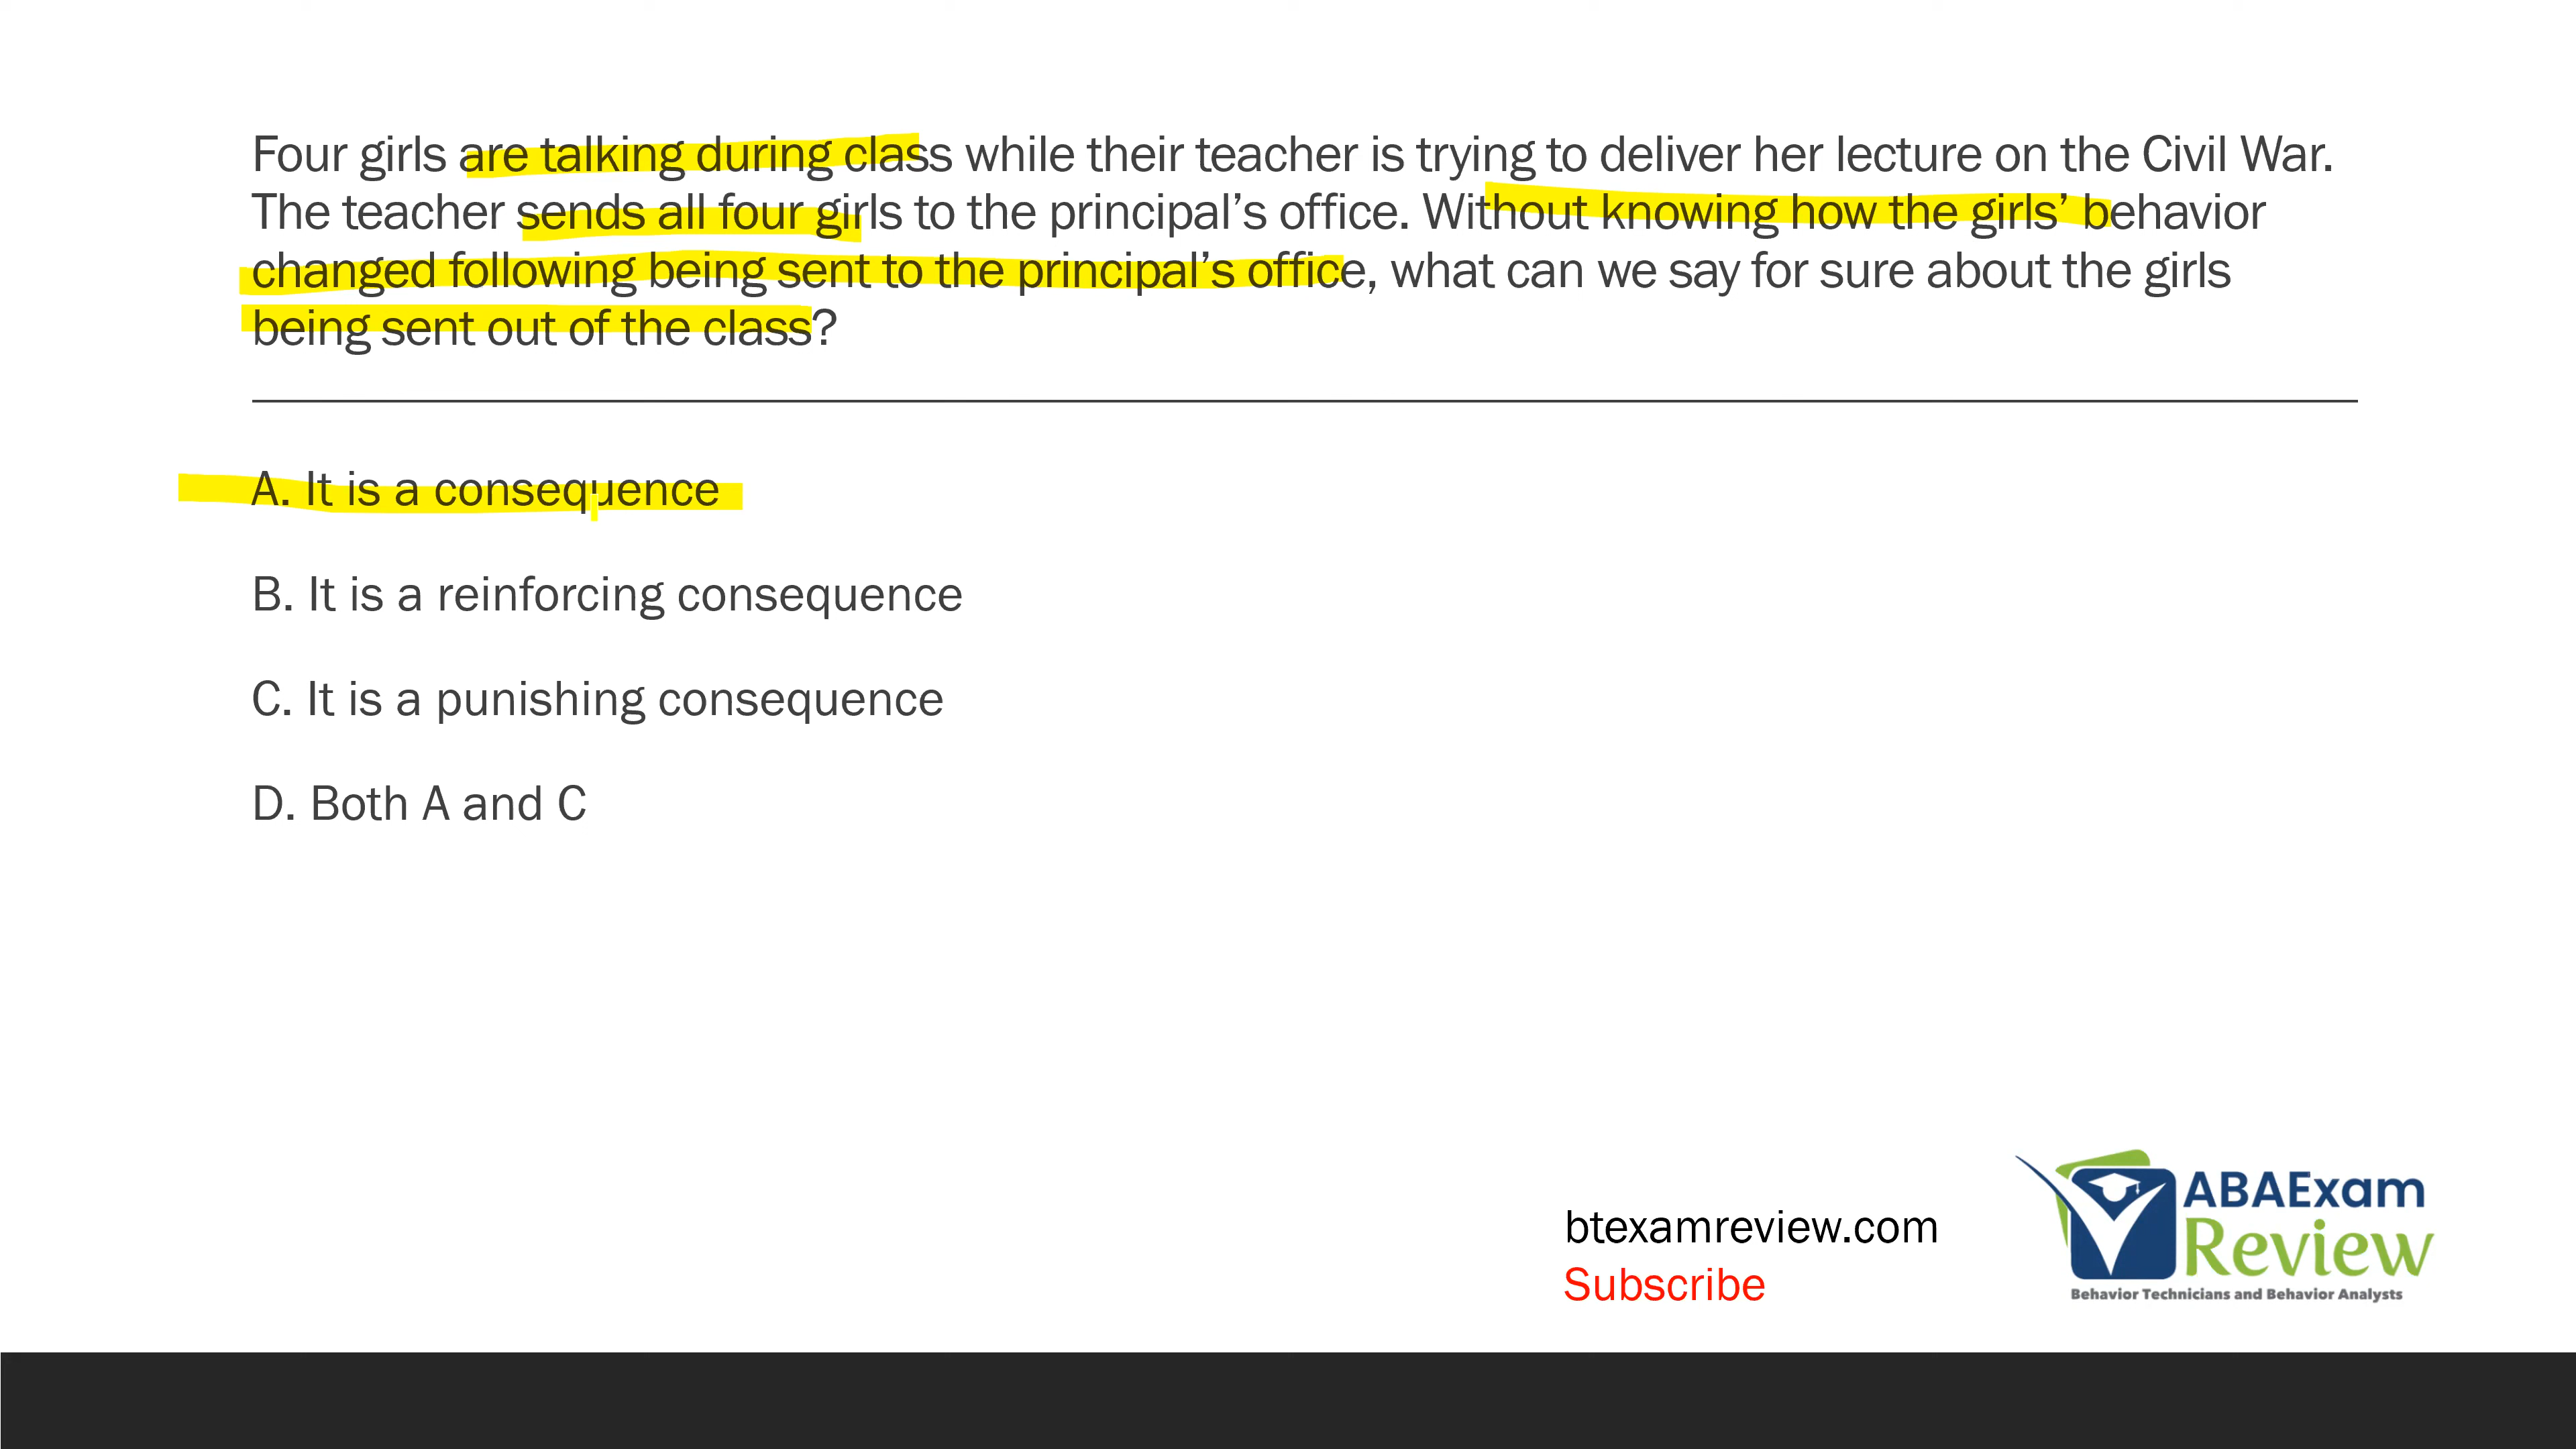 Four girls are talking during class while their teacher is trying to deliver her lecture on the Civil War.
The teacher sends all four girls to the principal’s office. Without knowing how the girls’ behavior
changed following being sent to the principal’s office, what can we say for sure about the girls
being sent out of the class?
A. It is a consequence
B. It is a reinforcing consequence
C. It is a punishing consequence
D. Both A and C
btexamreview.com
Subscribe
ABAExam
Review
Behavior Technicians and Behavior Analysts